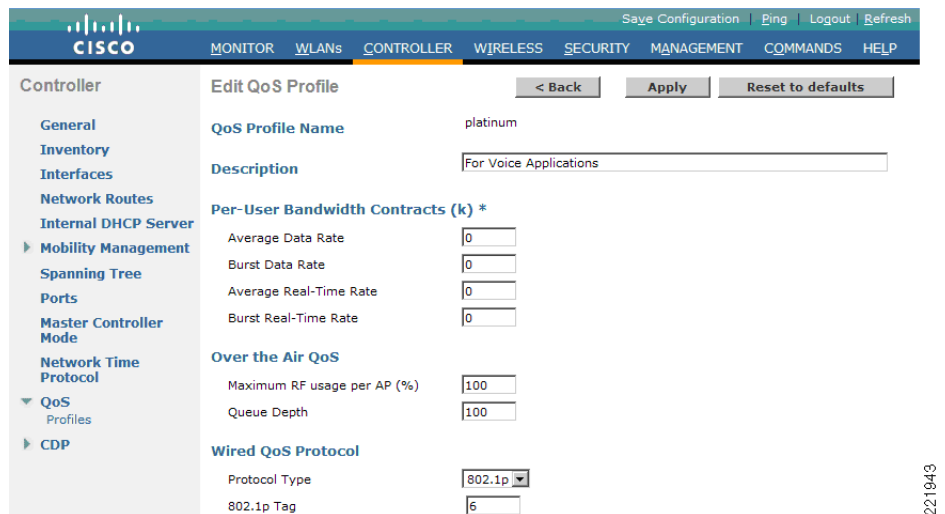 Save Configuration | Ping | Logout | Refresh
CISCO
MONITOR WLANs CONTROLLER WIRELESS SECURITY MANAGEMENT COMMANDS HELP
Controller
General
Inventory
Interfaces
Network Routes
Internal DHCP Server
Mobility Management
Spanning Tree
Ports
Master Controller
Mode
Network Time
Protocol
QoS
Profiles
CDP
Edit QoS Profile
< Back
Apply
Reset to defaults
QoS Profile Name platinum
Description For Voice Applications
Per-User Bandwidth Contracts (k) *
Average Data Rate 0
Burst Data Rate 0
Average Real-Time Rate 0
Burst Real-Time Rate 0
Over the Air QoS
Maximum RF usage per AP (%) 100
Queue Depth 100
Wired QoS Protocol
Protocol Type 802.1p
802.1p Tag 6
221943